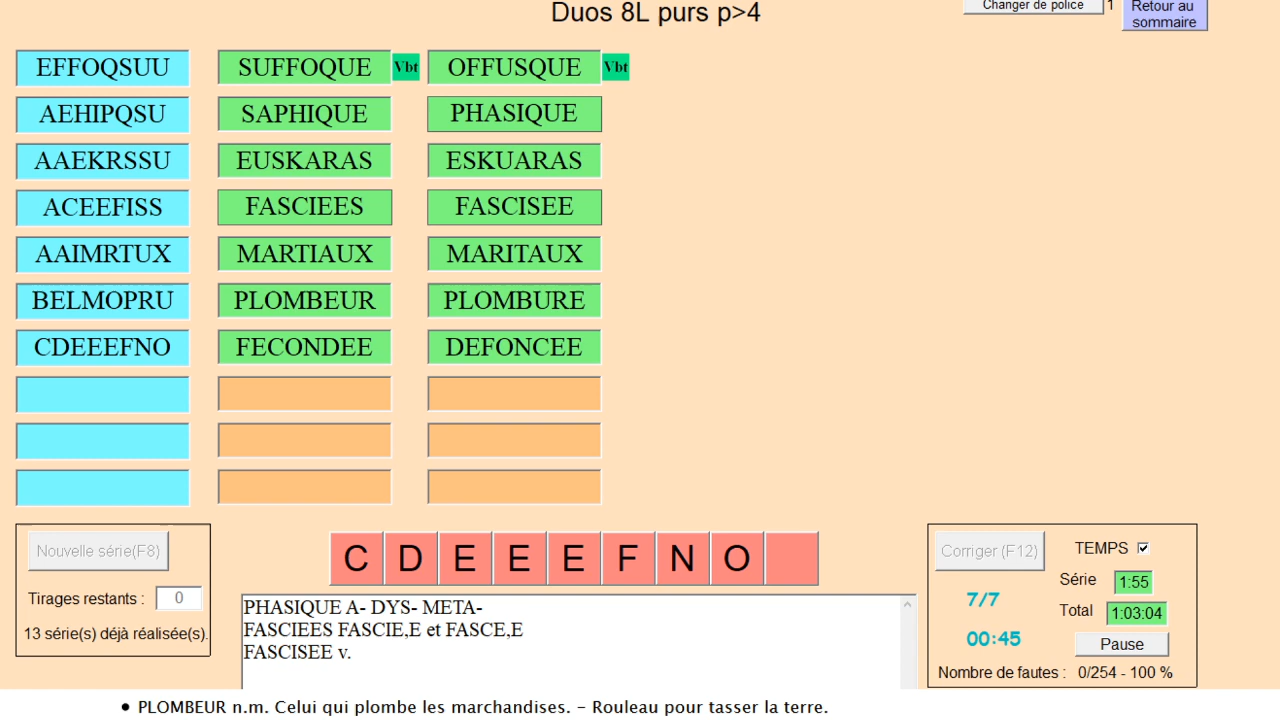 Duos 8L purs p>4
Changer de police 1 Retour au sommaire
EFFOQSUU SUFFOQUE Vbt OFFUSQUE Vbt
AEHIPQSU SAPHIQUE PHASIQUE
AAEKRSSU EUSKARAS ESKUARAS
ACEEFISS FASCIEES FASCISEE
AAIMRTUX MARTIAUX MARITAUX
BELMOPRU PLOMBEUR PLOMBURE
CDEEEFNO FECONDEE DEFONCEE
Nouvelle série(F8)
Tirages restants : 0
13 série(s) déjà réalisée(s).
C D E E E F N O
PHASIQUE A- DYS- META-
FASCIEES FASCIE,E et FASCE,E
FASCISEE v.
Corriger (F12) TEMPS
Série 1:55
7/7
Total 1:03:04
00:45
Pause
Nombre de fautes : 0/254 - 100 %
• PLOMBEUR n.m. Celui qui plombe les marchandises. – Rouleau pour tasser la terre.